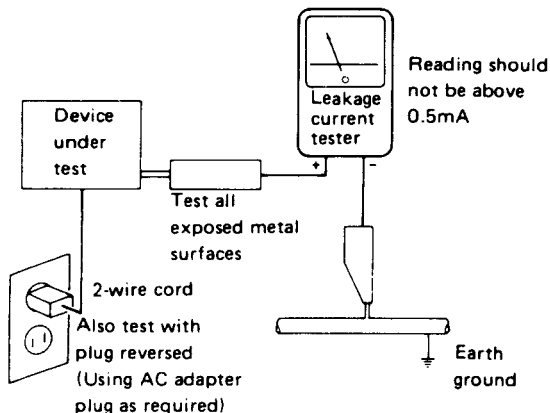 Device
under
test
Leakage
current
tester
+ -
Reading should
not be above
0.5mA
Test all
exposed metal
surfaces
2-wire cord
Also test with
plug reversed
(Using AC adapter
plug as required)
Earth
ground